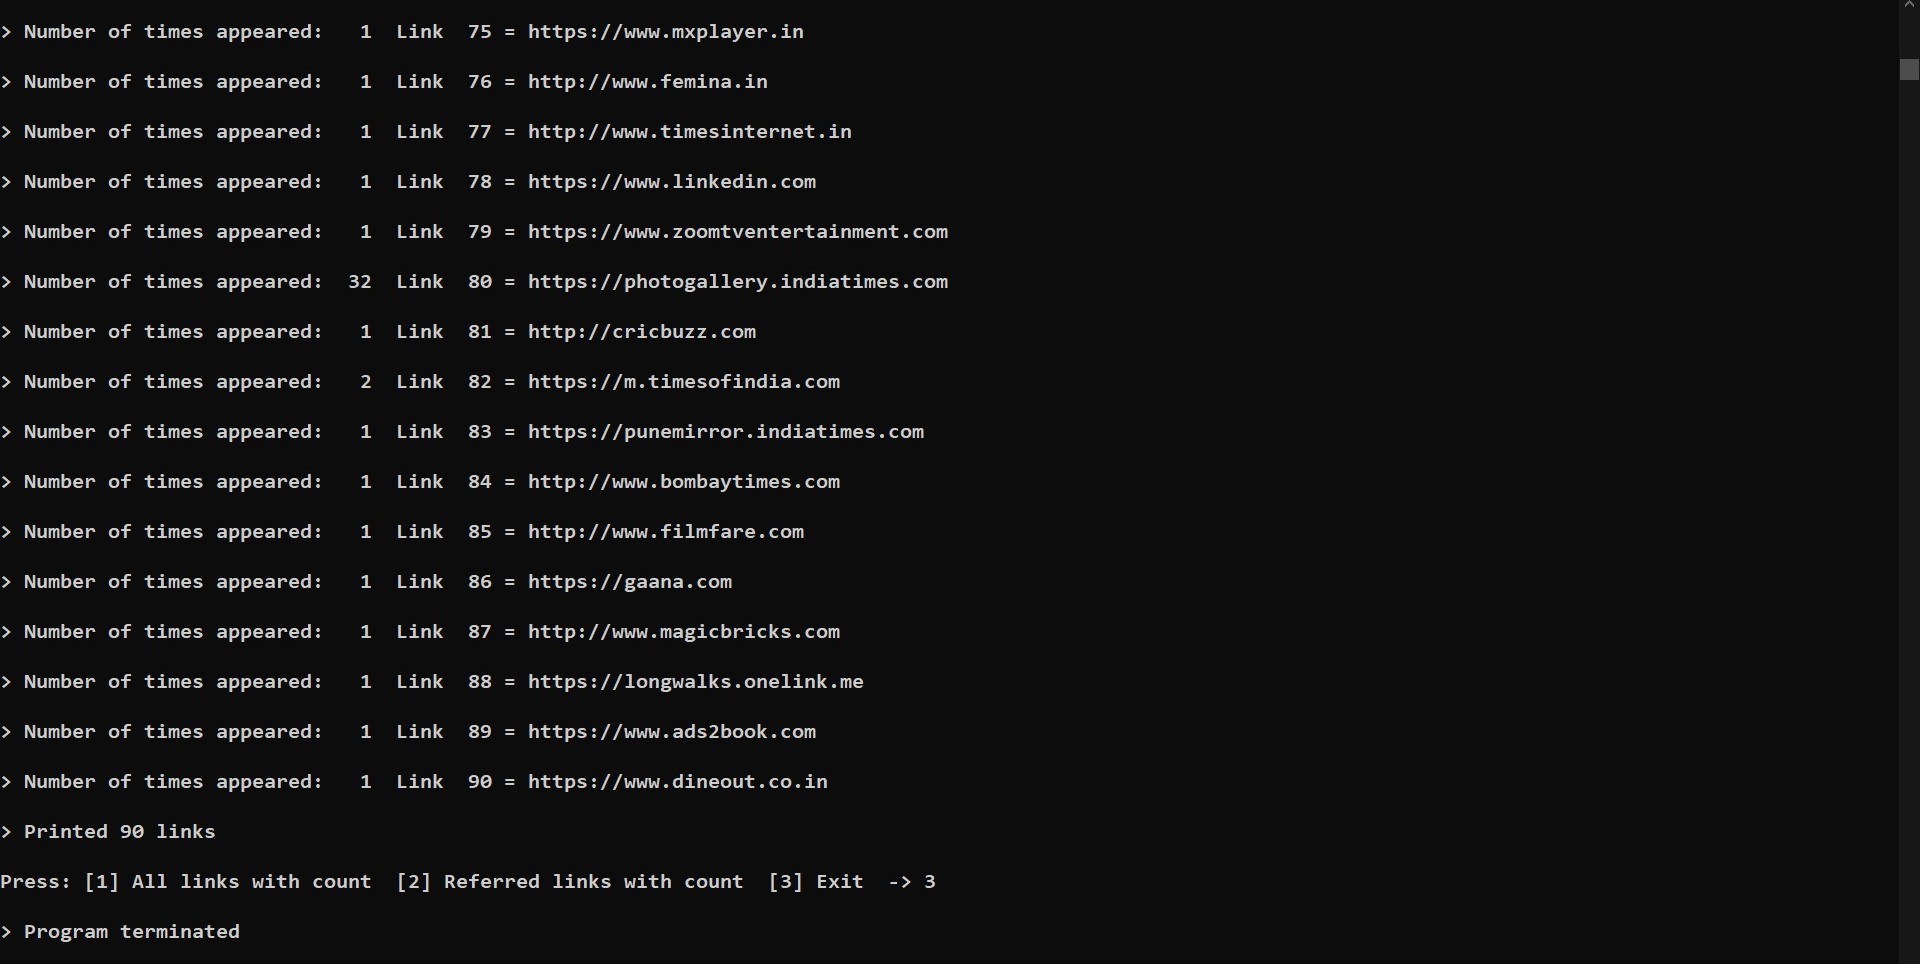 > Number of times appeared:   1  Link  75 = https://www.mxplayer.in
> Number of times appeared:   1  Link  76 = http://www.femina.in
> Number of times appeared:   1  Link  77 = http://www.timesinternet.in
> Number of times appeared:   1  Link  78 = https://www.linkedin.com
> Number of times appeared:   1  Link  79 = https://www.zoomtventertainment.com
> Number of times appeared:  32  Link  80 = https://photogallery.indiatimes.com
> Number of times appeared:   1  Link  81 = http://cricbuzz.com
> Number of times appeared:   2  Link  82 = https://m.timesofindia.com
> Number of times appeared:   1  Link  83 = https://punemirror.indiatimes.com
> Number of times appeared:   1  Link  84 = http://www.bombaytimes.com
> Number of times appeared:   1  Link  85 = http://www.filmfare.com
> Number of times appeared:   1  Link  86 = https://gaana.com
> Number of times appeared:   1  Link  87 = http://www.magicbricks.com
> Number of times appeared:   1  Link  88 = https://longwalks.onelink.me
> Number of times appeared:   1  Link  89 = https://www.ads2book.com
> Number of times appeared:   1  Link  90 = https://www.dineout.co.in
> Printed 90 links
Press: [1] All links with count  [2] Referred links with count  [3] Exit  -> 3
> Program terminated